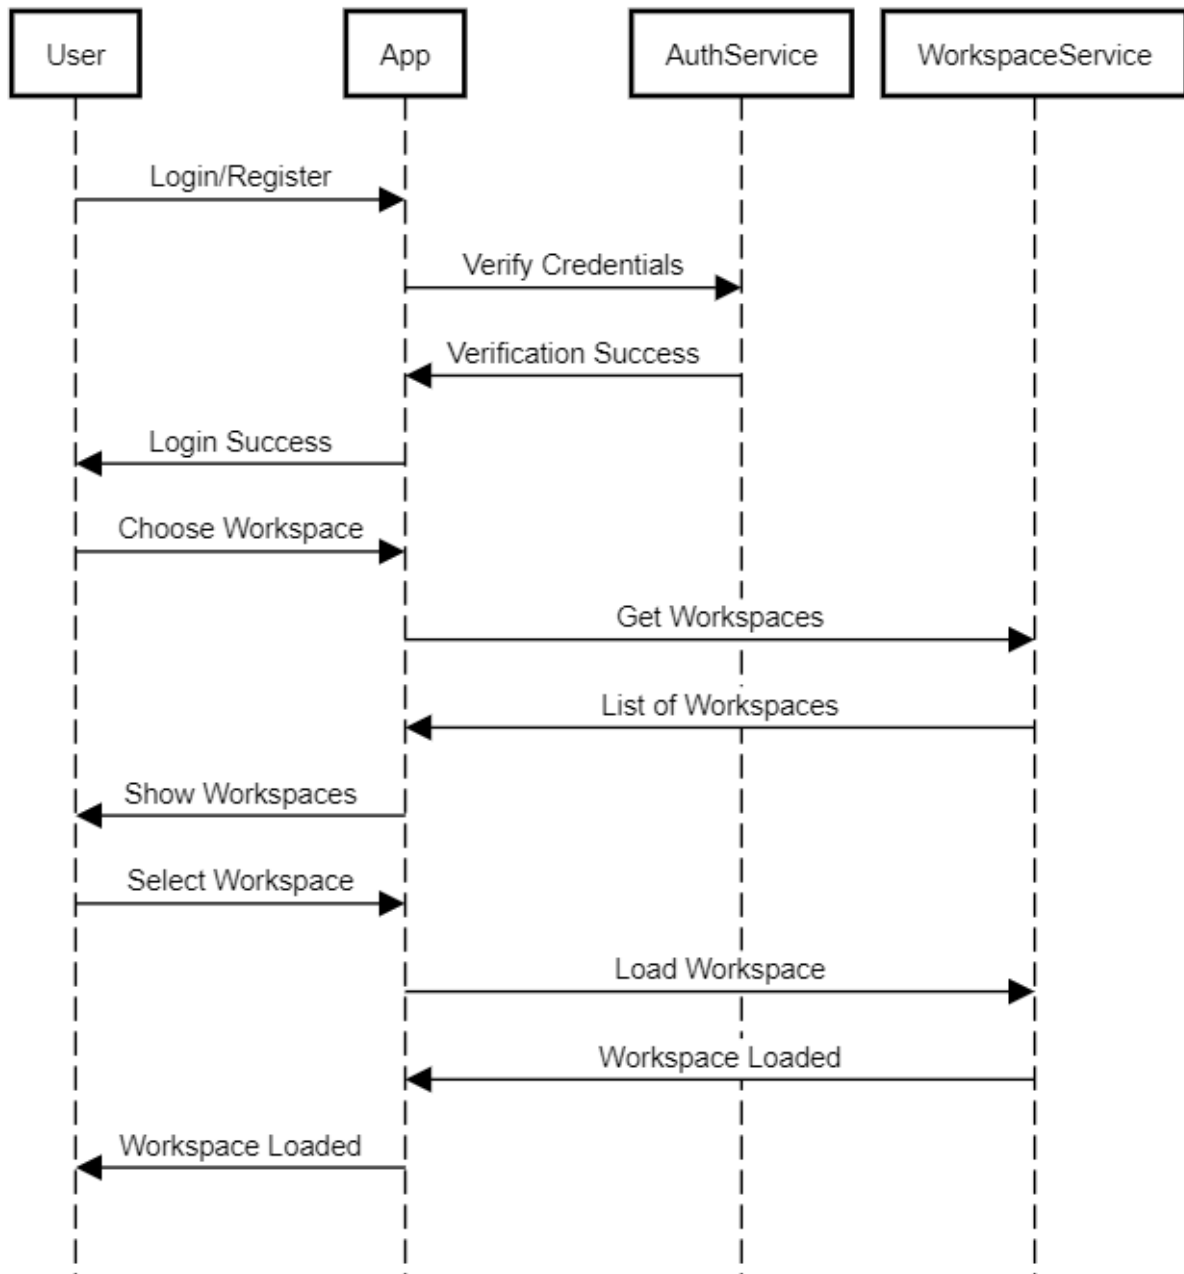 User
App
AuthService
WorkspaceService
Login/Register
Verify Credentials
Verification Success
Login Success
Choose Workspace
Get Workspaces
List of Workspaces
Show Workspaces
Select Workspace
Load Workspace
Workspace Loaded
Workspace Loaded